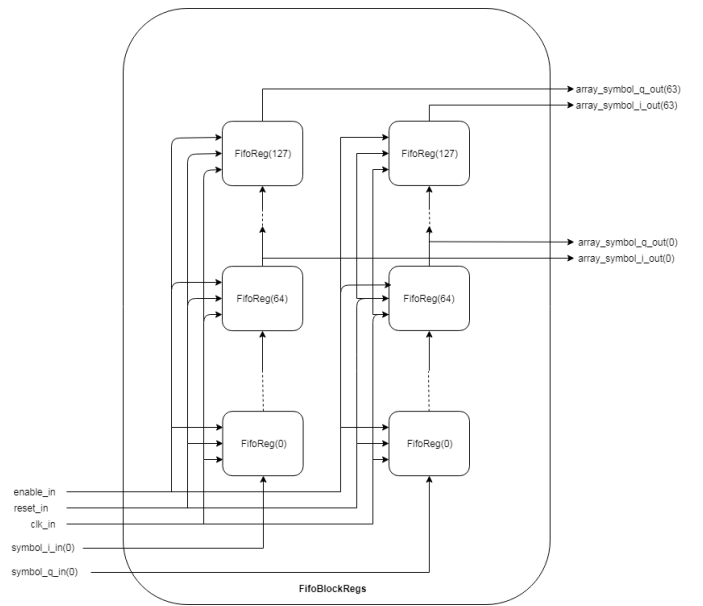 array_symbol_q_out(63)
array_symbol_i_out(63)
FifoReg(127)
FifoReg(127)
array_symbol_q_out(0)
array_symbol_i_out(0)
FifoReg(64)
FifoReg(64)
FifoReg(0)
FifoReg(0)
enable_in
reset_in
clk_in
symbol_i_in(0)
symbol_q_in(0)
FifoBlockRegs